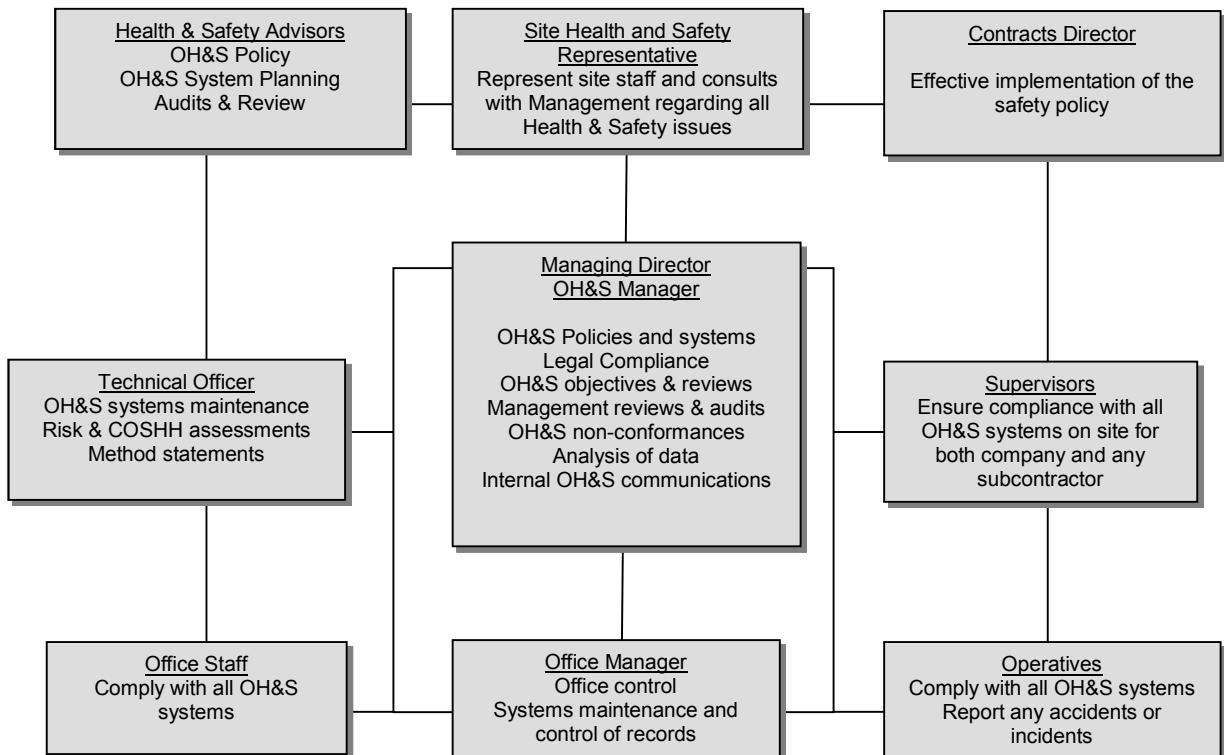 Health & Safety Advisors
OH&S Policy
OH&S System Planning
Audits & Review
Site Health and Safety
Representative
Represent site staff and consults
with Management regarding all
Health & Safety issues
Contracts Director
Effective implementation of the
safety policy
Managing Director
OH&S Manager
OH&S Policies and systems
Legal Compliance
OH&S objectives & reviews
Management reviews & audits
OH&S non-conformances
Analysis of data
Internal OH&S communications
Technical Officer
OH&S systems maintenance
Risk & COSHH assessments
Method statements
Supervisors
Ensure compliance with all
OH&S systems on site for
both company and any
subcontractor
Office Staff
Comply with all OH&S
systems
Office Manager
Office control
Systems maintenance and
control of records
Operatives
Comply with all OH&S systems
Report any accidents or
incidents